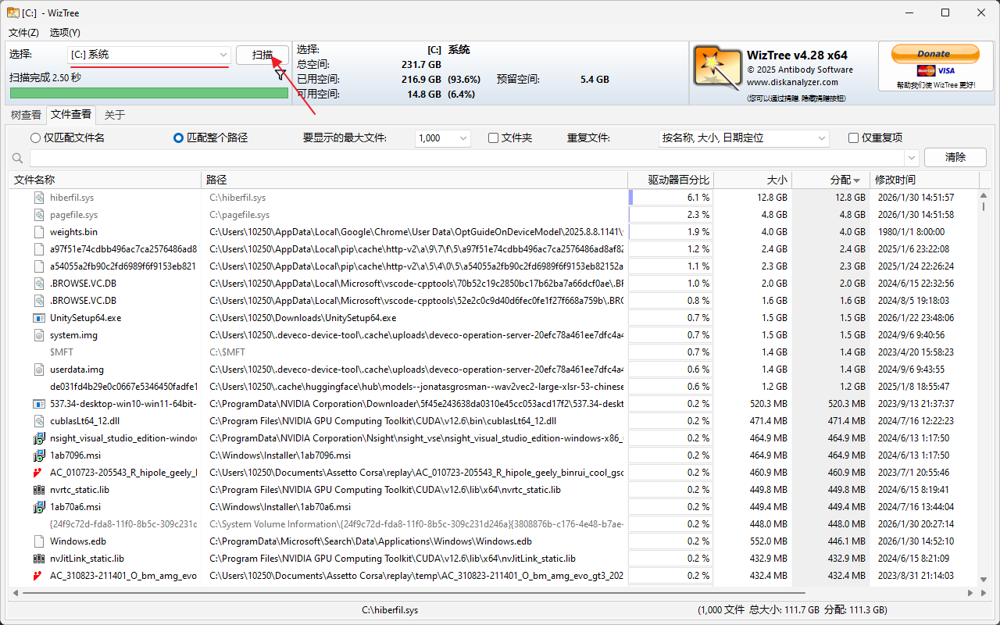 [C:] - WizTree
文件(Z) 选项(Y)
选择: [C:] 系统 扫描
扫描完成 2.50 秒
选择: [C:] 系统
总空间: 231.7 GB
已用空间: 216.9 GB (93.6%) 预留空间: 5.4 GB
可用空间: 14.8 GB (6.4%)
WizTree v4.28 x64
© 2025 Antibody Software
www.diskanalyzer.com
(您可以通过捐赠, 隐藏捐赠按钮)
Donate
MasterCard VISA
帮助我们使 WizTree 更好!
树查看 文件查看 关于
仅匹配文件名 匹配整个路径 要显示的最大文件: 1,000 文件夹 重复文件: 按名称, 大小, 日期定位 仅重复项
清除
文件名称 路径 驱动器百分比 大小 分配 修改时间
hiberfil.sys C:\hiberfil.sys 6.1 % 12.8 GB 12.8 GB 2026/1/30 14:51:57
pagefile.sys C:\pagefile.sys 2.3 % 4.8 GB 4.8 GB 2026/1/30 14:51:58
weights.bin C:\Users\10250\AppData\Local\Google\Chrome\User Data\OptGuideOnDeviceModel\2025.8.8.1141\ 1.9 % 4.0 GB 4.0 GB 1980/1/1 8:00:00
a97f51e74cdbb496ac7ca2576486ad8 C:\Users\10250\AppData\Local\pip\cache\http-v2\a\9\7\f\5\a97f51e74cdbb496ac7ca2576486ad8af82 1.2 % 2.4 GB 2.4 GB 2025/1/6 23:22:08
a54055a2fb90c2fd6989f6f9153eb821 C:\Users\10250\AppData\Local\pip\cache\http-v2\a\5\4\0\5\a54055a2fb90c2fd6989f6f9153eb82152a 1.1 % 2.3 GB 2.3 GB 2025/1/24 22:26:24
.BROWSE.VC.DB C:\Users\10250\AppData\Local\Microsoft\vscode-cpptools\70b52c19c2850bc17b62ba7a66dcf0ae\.BR 1.0 % 2.0 GB 2.0 GB 2024/6/15 22:32:56
.BROWSE.VC.DB C:\Users\10250\AppData\Local\Microsoft\vscode-cpptools\52e2c0c9d40d6fec0fe1f27f668a759b\.BRO 0.8 % 1.6 GB 1.6 GB 2024/8/5 19:18:03
UnitySetup64.exe C:\Users\10250\Downloads\UnitySetup64.exe 0.7 % 1.5 GB 1.5 GB 2026/1/22 23:48:06
system.img C:\Users\10250\.deveco-device-tool\.cache\uploads\deveco-operation-server-20efc78a461ee7dfc4a4 0.7 % 1.5 GB 1.5 GB 2024/9/6 9:40:56
$MFT C:\$MFT 0.7 % 1.4 GB 1.4 GB 2023/4/20 15:58:23
userdata.img C:\Users\10250\.deveco-device-tool\.cache\uploads\deveco-operation-server-20efc78a461ee7dfc4a4 0.6 % 1.4 GB 1.4 GB 2024/9/6 9:43:55
de031fd4b29e0c0667e5346450fadfe1 C:\Users\10250\.cache\huggingface\hub\models--jonatasgrosman--wav2vec2-large-xlsr-53-chinese 0.6 % 1.2 GB 1.2 GB 2025/1/8 18:55:47
537.34-desktop-win10-win11-64bit- C:\ProgramData\NVIDIA Corporation\Downloader\5f45e243638da0310e45cc053acd17f2\537.34-deskt 0.2 % 520.3 MB 520.3 MB 2023/9/13 21:37:37
cublasLt64_12.dll C:\Program Files\NVIDIA GPU Computing Toolkit\CUDA\v12.6\bin\cublasLt64_12.dll 0.2 % 471.4 MB 471.4 MB 2024/7/16 12:22:23
nsight_visual_studio_edition-window C:\ProgramData\NVIDIA Corporation\Nsight\nsight_vse\nsight_visual_studio_edition-windows-x86_ 0.2 % 464.9 MB 464.9 MB 2024/6/13 1:17:50
1ab7096.msi C:\Windows\Installer\1ab7096.msi 0.2 % 464.9 MB 464.9 MB 2024/6/13 1:17:50
AC_010723-205543_R_hipole_geely_l C:\Users\10250\Documents\Assetto Corsa\replay\AC_010723-205543_R_hipole_geely_binrui_cool_gsc 0.2 % 460.9 MB 460.9 MB 2023/7/1 20:55:46
nvrtc_static.lib C:\Program Files\NVIDIA GPU Computing Toolkit\CUDA\v12.6\lib\x64\nvrtc_static.lib 0.2 % 449.8 MB 449.8 MB 2024/6/15 8:19:41
1ab70a6.msi C:\Windows\Installer\1ab70a6.msi 0.2 % 449.4 MB 449.4 MB 2024/7/16 13:44:04
{24f9c72d-fda8-11f0-8b5c-309c231d C:\System Volume Information\{24f9c72d-fda8-11f0-8b5c-309c231d246a}{3808876b-c176-4e48-b7ae- 0.2 % 448.0 MB 448.0 MB 2026/1/30 20:27:14
Windows.edb C:\ProgramData\Microsoft\Search\Data\Applications\Windows\Windows.edb 0.2 % 552.0 MB 446.1 MB 2026/1/30 14:52:10
nvJitLink_static.lib C:\Program Files\NVIDIA GPU Computing Toolkit\CUDA\v12.6\lib\x64\nvJitLink_static.lib 0.2 % 432.9 MB 432.9 MB 2024/6/15 8:21:09
AC_310823-211401_O_bm_amg_evo C:\Users\10250\Documents\Assetto Corsa\replay\temp\AC_310823-211401_O_bm_amg_evo_gt3_202 0.2 % 432.4 MB 432.4 MB 2023/8/31 21:14:03
C:\hiberfil.sys (1,000 文件 总大小: 111.7 GB 分配: 111.3 GB)